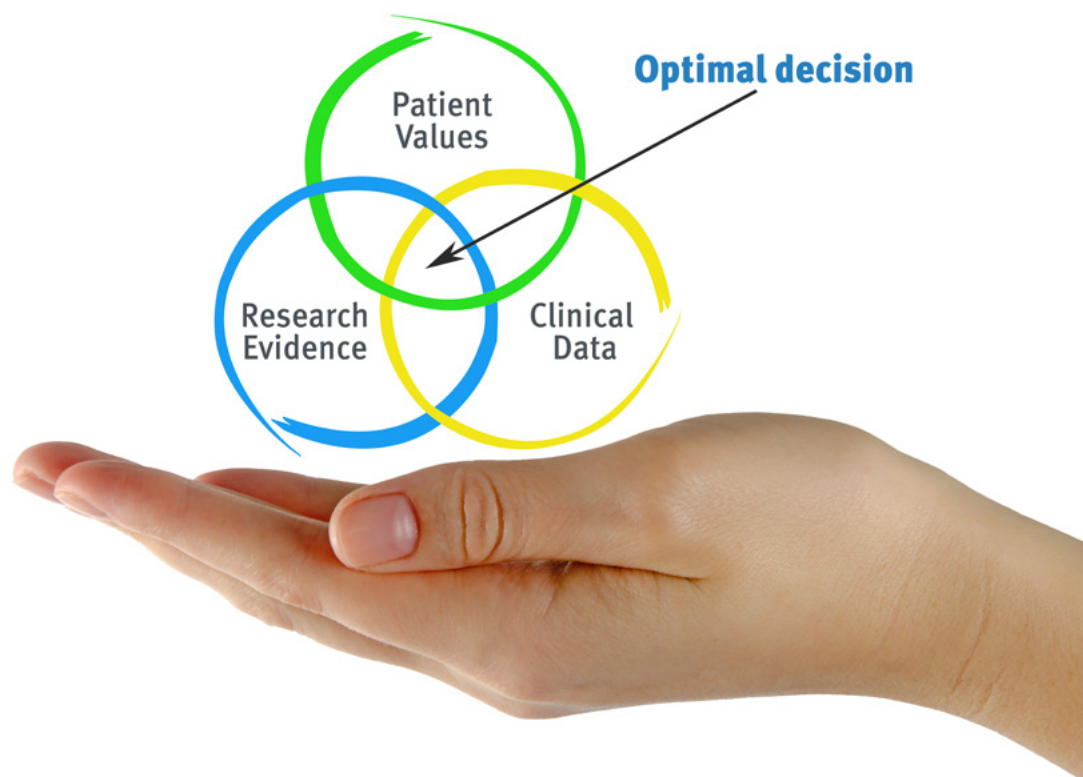 Optimal decision
Patient
Values
Research
Evidence
Clinical
Data